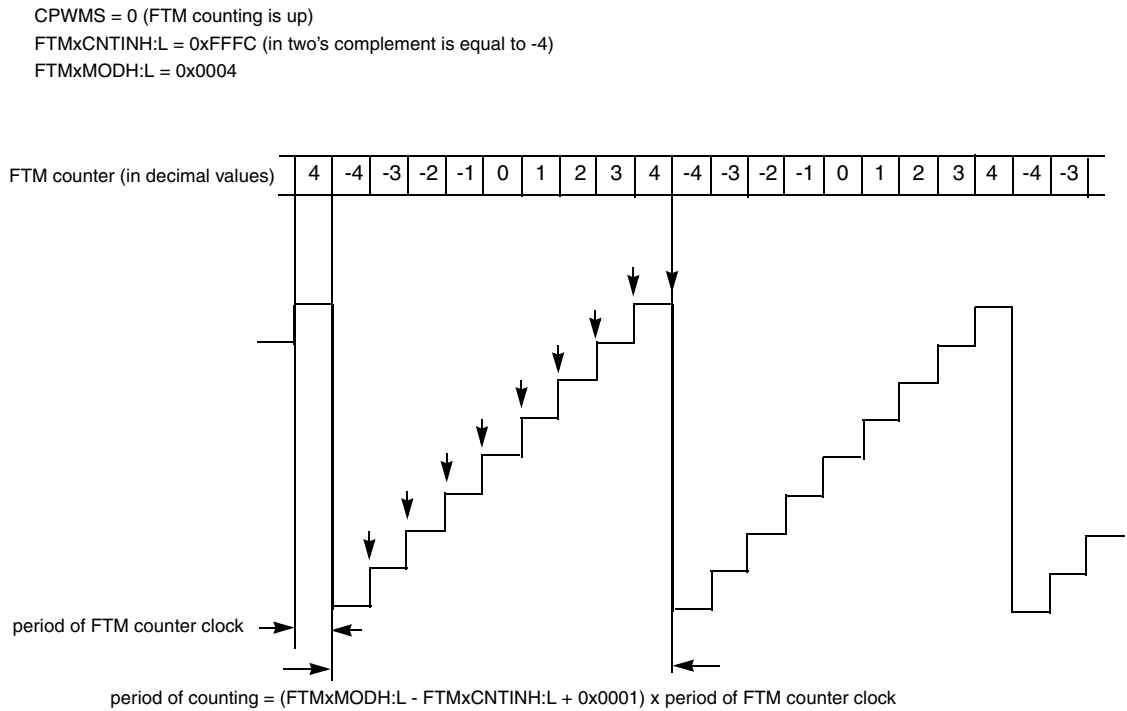 CPWMS = 0 (FTM counting is up)
FTMxCNTINH:L = 0xFFFC (in two's complement is equal to -4)
FTMxMODH:L = 0x0004
FTM counter (in decimal values) 4 -4 -3 -2 -1 0 1 2 3 4 -4 -3 -2 -1 0 1 2 3 4 -4 -3
period of FTM counter clock
period of counting = (FTMxMODH:L - FTMxCNTINH:L + 0x0001) x period of FTM counter clock